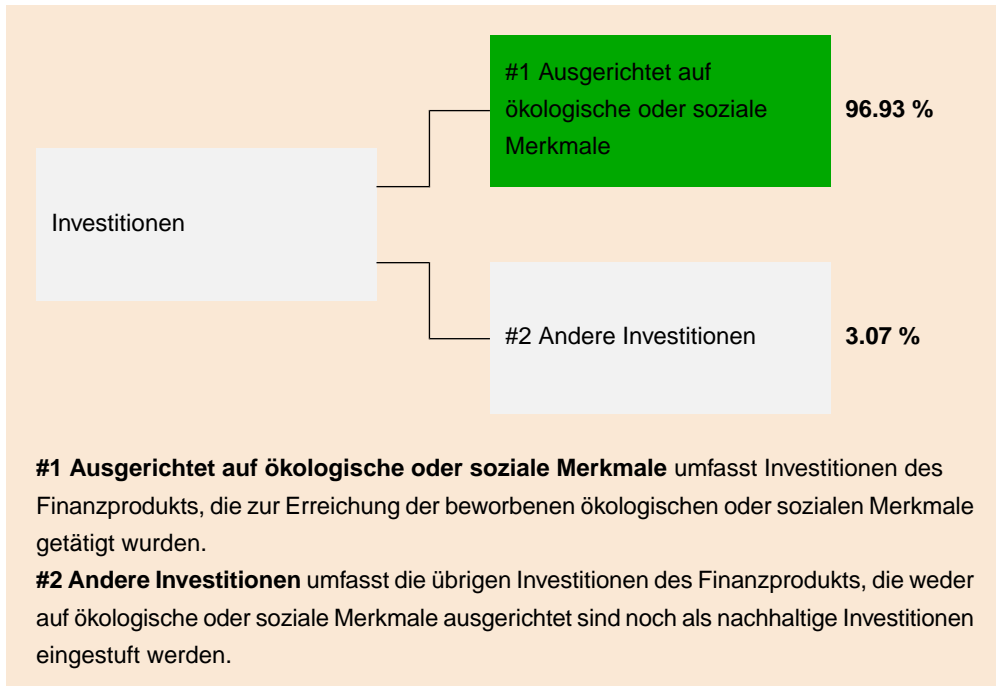 #1 Ausgerichtet auf
ökologische oder soziale
Merkmale
96.93 %
Investitionen
#2 Andere Investitionen
3.07 %
#1 Ausgerichtet auf ökologische oder soziale Merkmale umfasst Investitionen des
Finanzprodukts, die zur Erreichung der beworbenen ökologischen oder sozialen Merkmale
getätigt wurden.
#2 Andere Investitionen umfasst die übrigen Investitionen des Finanzprodukts, die weder
auf ökologische oder soziale Merkmale ausgerichtet sind noch als nachhaltige Investitionen
eingestuft werden.